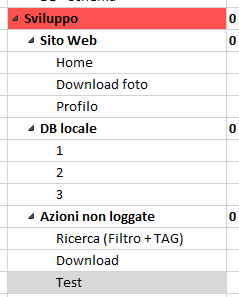 Sviluppo 0
Sito Web 0
Home
Download foto
Profilo
DB locale 0
1
2
3
Azioni non loggate 0
Ricerca (Filtro + TAG)
Download
Test